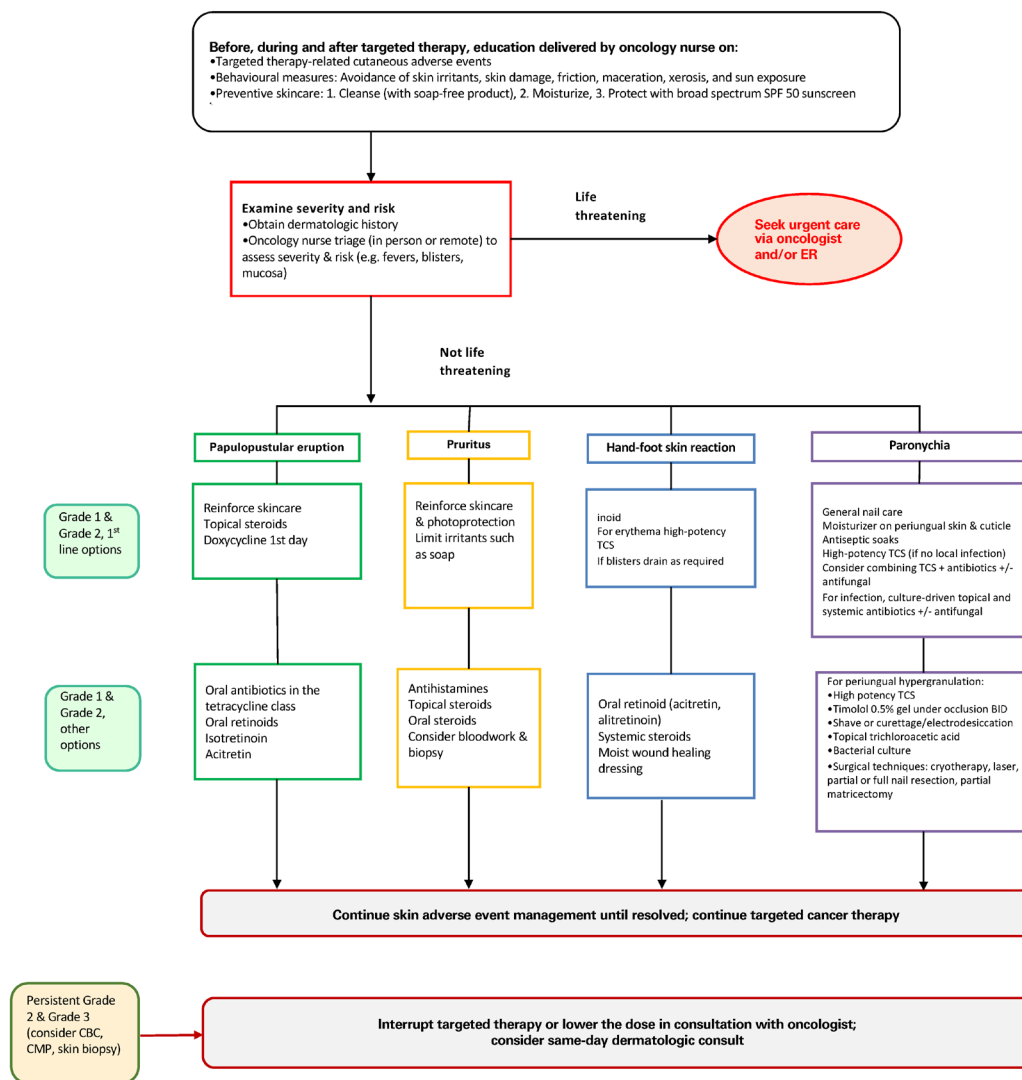 Before, during and after targeted therapy, education delivered by oncology nurse on:
•Targeted therapy-related cutaneous adverse events
•Behavioural measures: Avoidance of skin irritants, skin damage, friction, maceration, xerosis, and sun exposure
•Preventive skincare: 1. Cleanse (with soap-free product), 2. Moisturize, 3. Protect with broad spectrum SPF 50 sunscreen
Examine severity and risk
•Obtain dermatologic history
•Oncology nurse triage (in person or remote) to
assess severity & risk (e.g. fevers, blisters,
mucosa)
Life
threatening
Seek urgent care
via oncologist
and/or ER
Not life
threatening
Papulopustular eruption
Pruritus
Hand-foot skin reaction
Paronychia
Grade 1 &
Grade 2, 1st
line options
Reinforce skincare
Topical steroids
Doxycycline 1st day
Reinforce skincare
& photoprotection
Limit irritants such
as soap
inoid
For erythema high-potency
TCS
If blisters drain as required
General nail care
Moisturizer on periungual skin & cuticle
Antiseptic soaks
High-potency TCS (if no local infection)
Consider combining TCS + antibiotics +/-
antifungal
For infection, culture-driven topical and
systemic antibiotics +/- antifungal
Grade 1 &
Grade 2,
other
options
Oral antibiotics in the
tetracycline class
Oral retinoids
Isotretinoin
Acitretin
Antihistamines
Topical steroids
Oral steroids
Consider bloodwork &
biopsy
Oral retinoid (acitretin,
alitretinoin)
Systemic steroids
Moist wound healing
dressing
For periungual hypergranulation:
•High potency TCS
•Timolol 0.5% gel under occlusion BID
•Shave or curettage/electrodesiccation
•Topical trichloroacetic acid
•Bacterial culture
•Surgical techniques: cryotherapy, laser,
partial or full nail resection, partial
matricectomy
Continue skin adverse event management until resolved; continue targeted cancer therapy
Persistent Grade
2 & Grade 3
(consider CBC,
CMP, skin biopsy)
Interrupt targeted therapy or lower the dose in consultation with oncologist;
consider same-day dermatologic consult